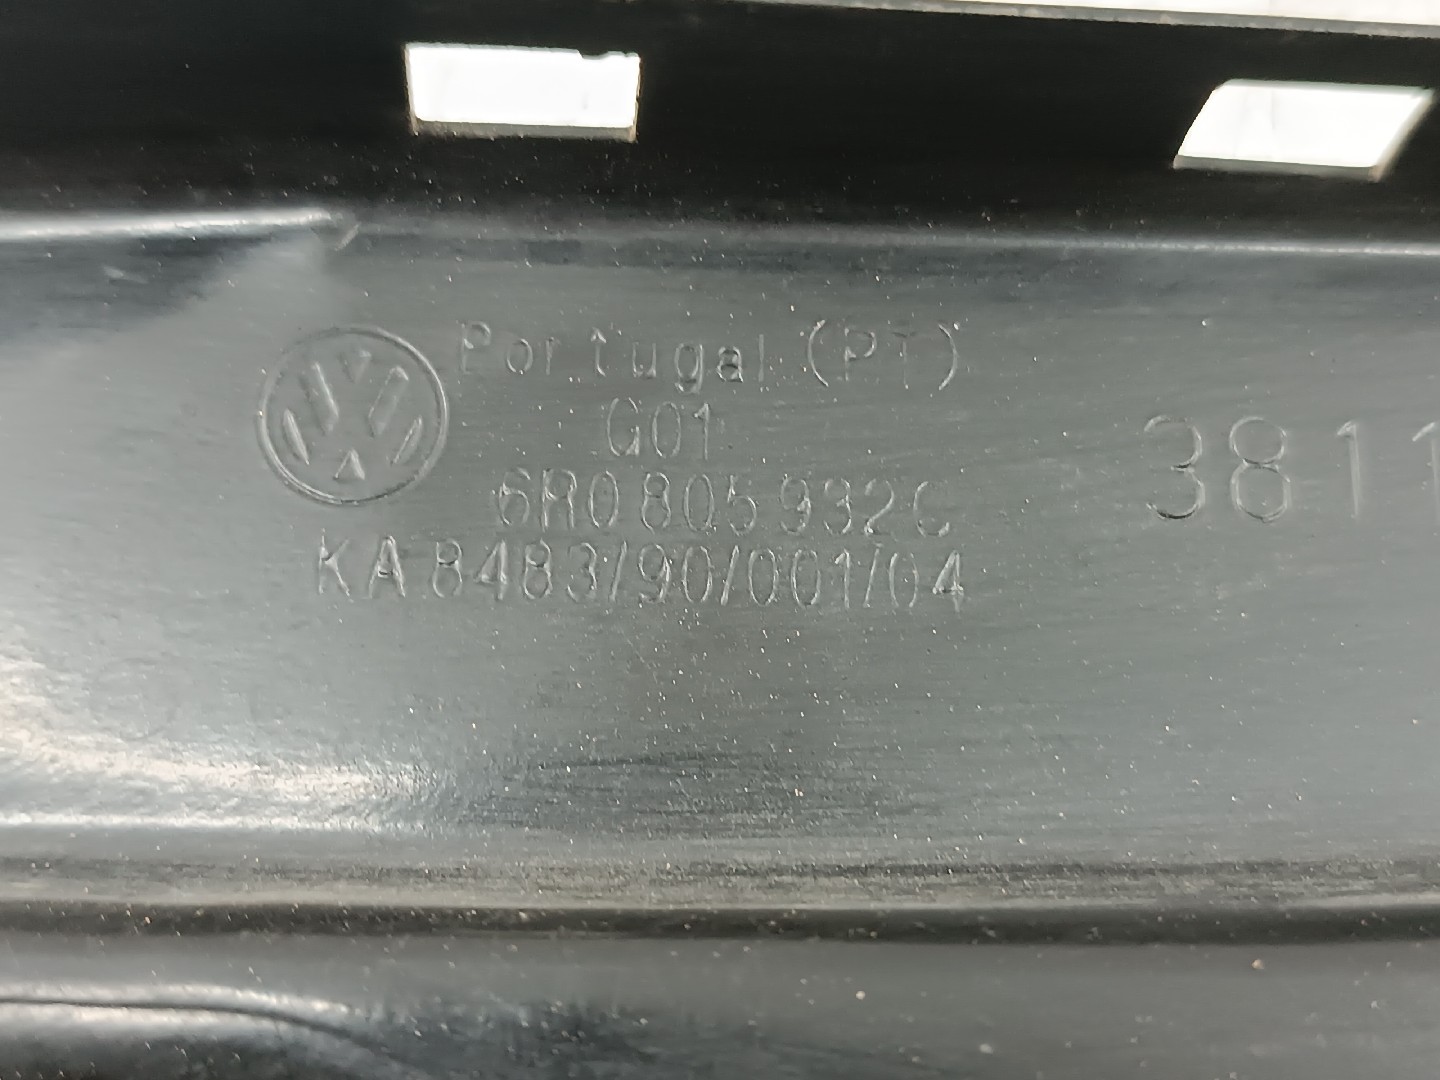 Portugal (PT)
G01
6R0 805 932C
KA 8483/90/001/04
3811